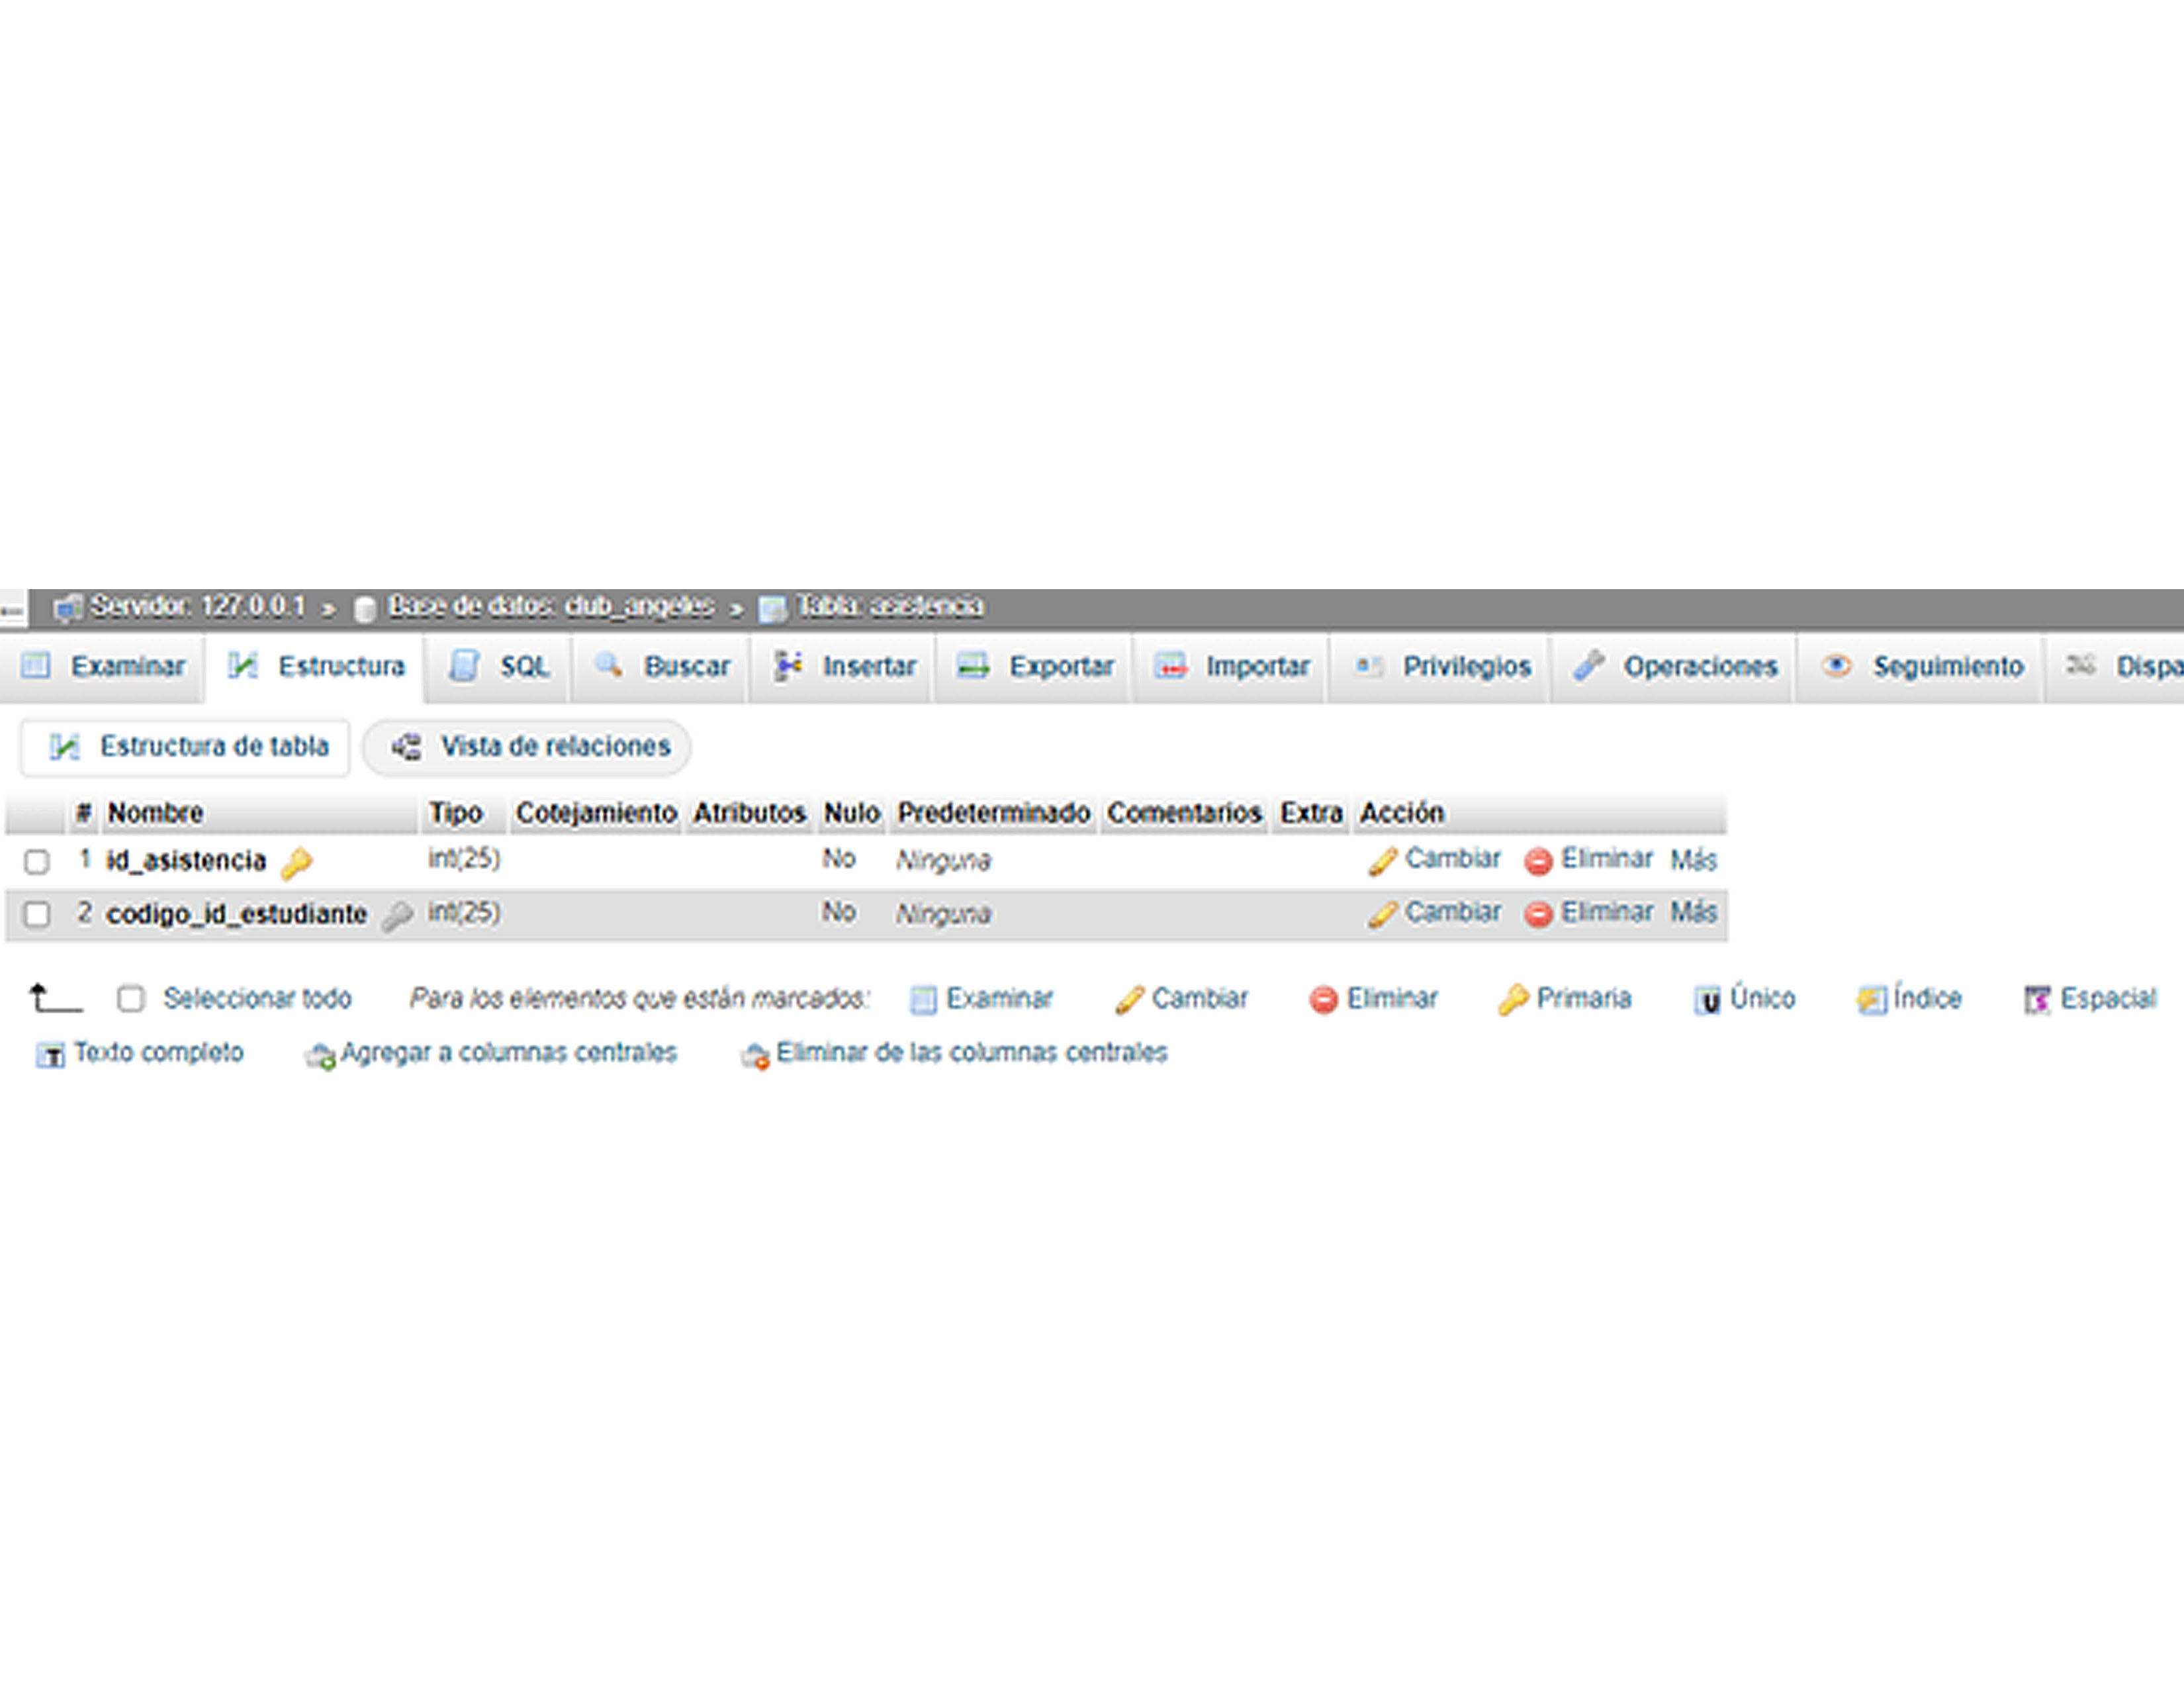 Servidor: 127.0.0.1 » Base de datos: club_angeles » Tabla: asistencia
Examinar Estructura SQL Buscar Insertar Exportar Importar Privilegios Operaciones Seguimiento Dispa
Estructura de tabla Vista de relaciones
# Nombre Tipo Cotejamiento Atributos Nulo Predeterminado Comentarios Extra Acción
1 id_asistencia int(25) No Ninguna Cambiar Eliminar Más
2 codigo_id_estudiante int(25) No Ninguna Cambiar Eliminar Más
Seleccionar todo Para los elementos que están marcados: Examinar Cambiar Eliminar Primaria Único Índice Espacial
Texto completo Agregar a columnas centrales Eliminar de las columnas centrales